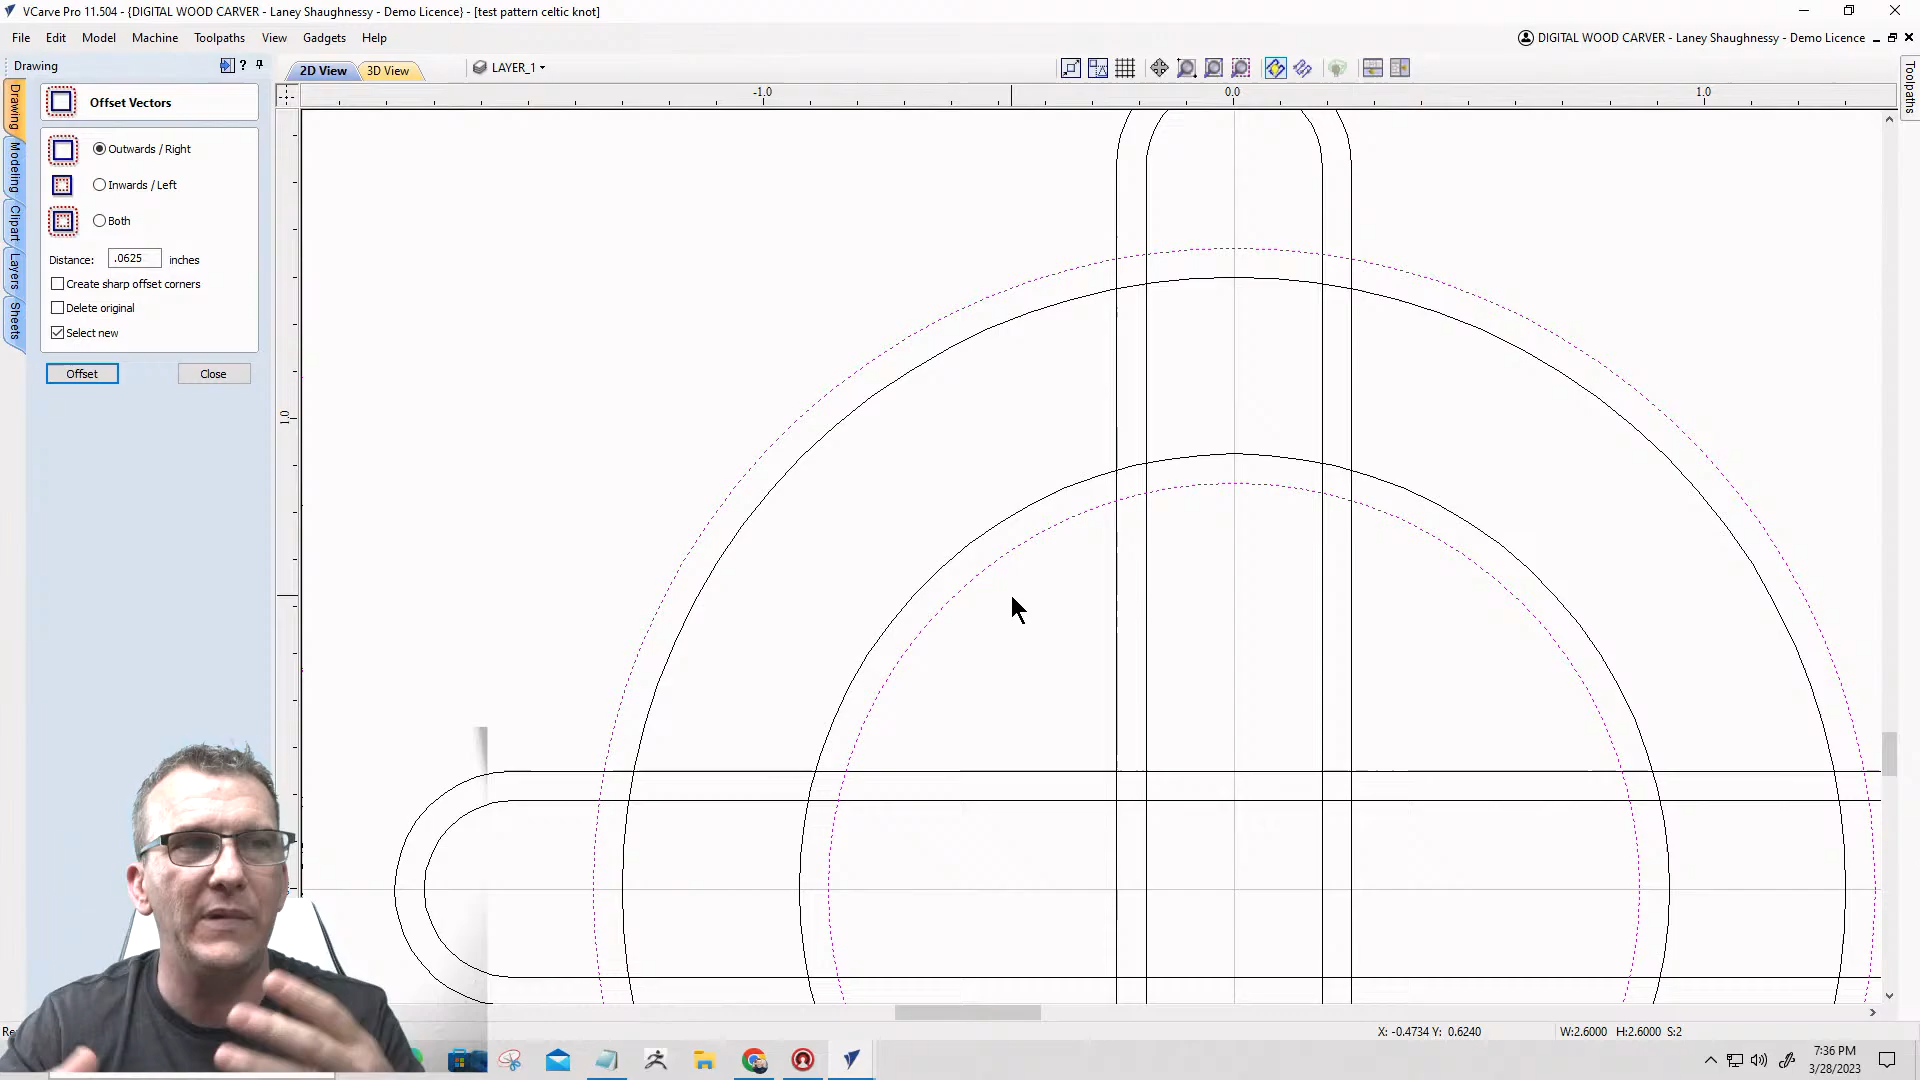 VCarve Pro 11.504 - {DIGITAL WOOD CARVER - Laney Shaughnessy - Demo Licence} - [test pattern celtic knot]
File Edit Model Machine Toolpaths View Gadgets Help
DIGITAL WOOD CARVER - Laney Shaughnessy - Demo Licence
Drawing
2D View 3D View LAYER_1
Toolpaths
Drawing
Modeling
Clipart
Layers
Sheets
Offset Vectors
Outwards / Right
Inwards / Left
Both
Distance: .0625 inches
Create sharp offset corners
Delete original
Select new
Offset Close
-1.0 0.0 1.0
1.0
X: -0.4734 Y: 0.6240 W:2.6000 H:2.6000 S:2
7:36 PM
3/28/2023